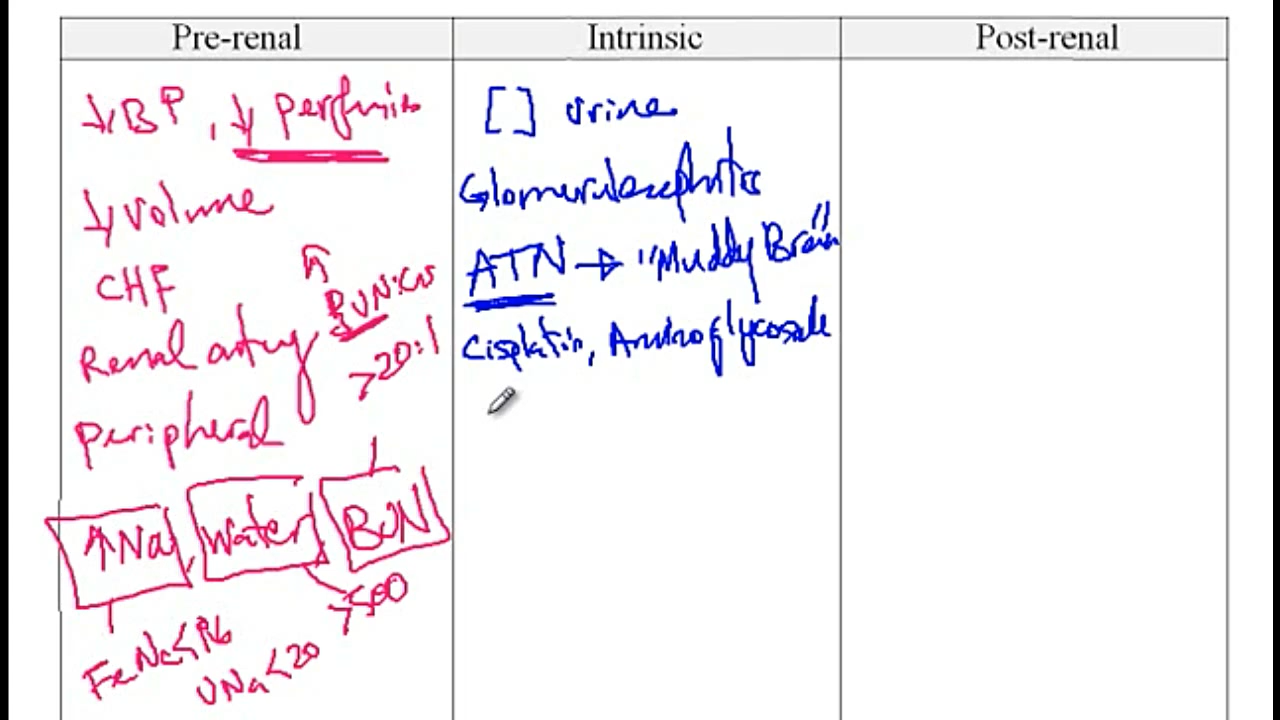 Pre-renal
Intrinsic
Post-renal
↓BP, ↓ perfusion
↓volume
CHF
Renal artery
peripheral
↑
BUN:Cr
>20:1
↑Na, Water, BUN
FeNa<1%
UNa<20
>500
[ ] urine
Glomerulonephritis
ATN → "Muddy Brown"
Cisplatin, Aminoglycoside